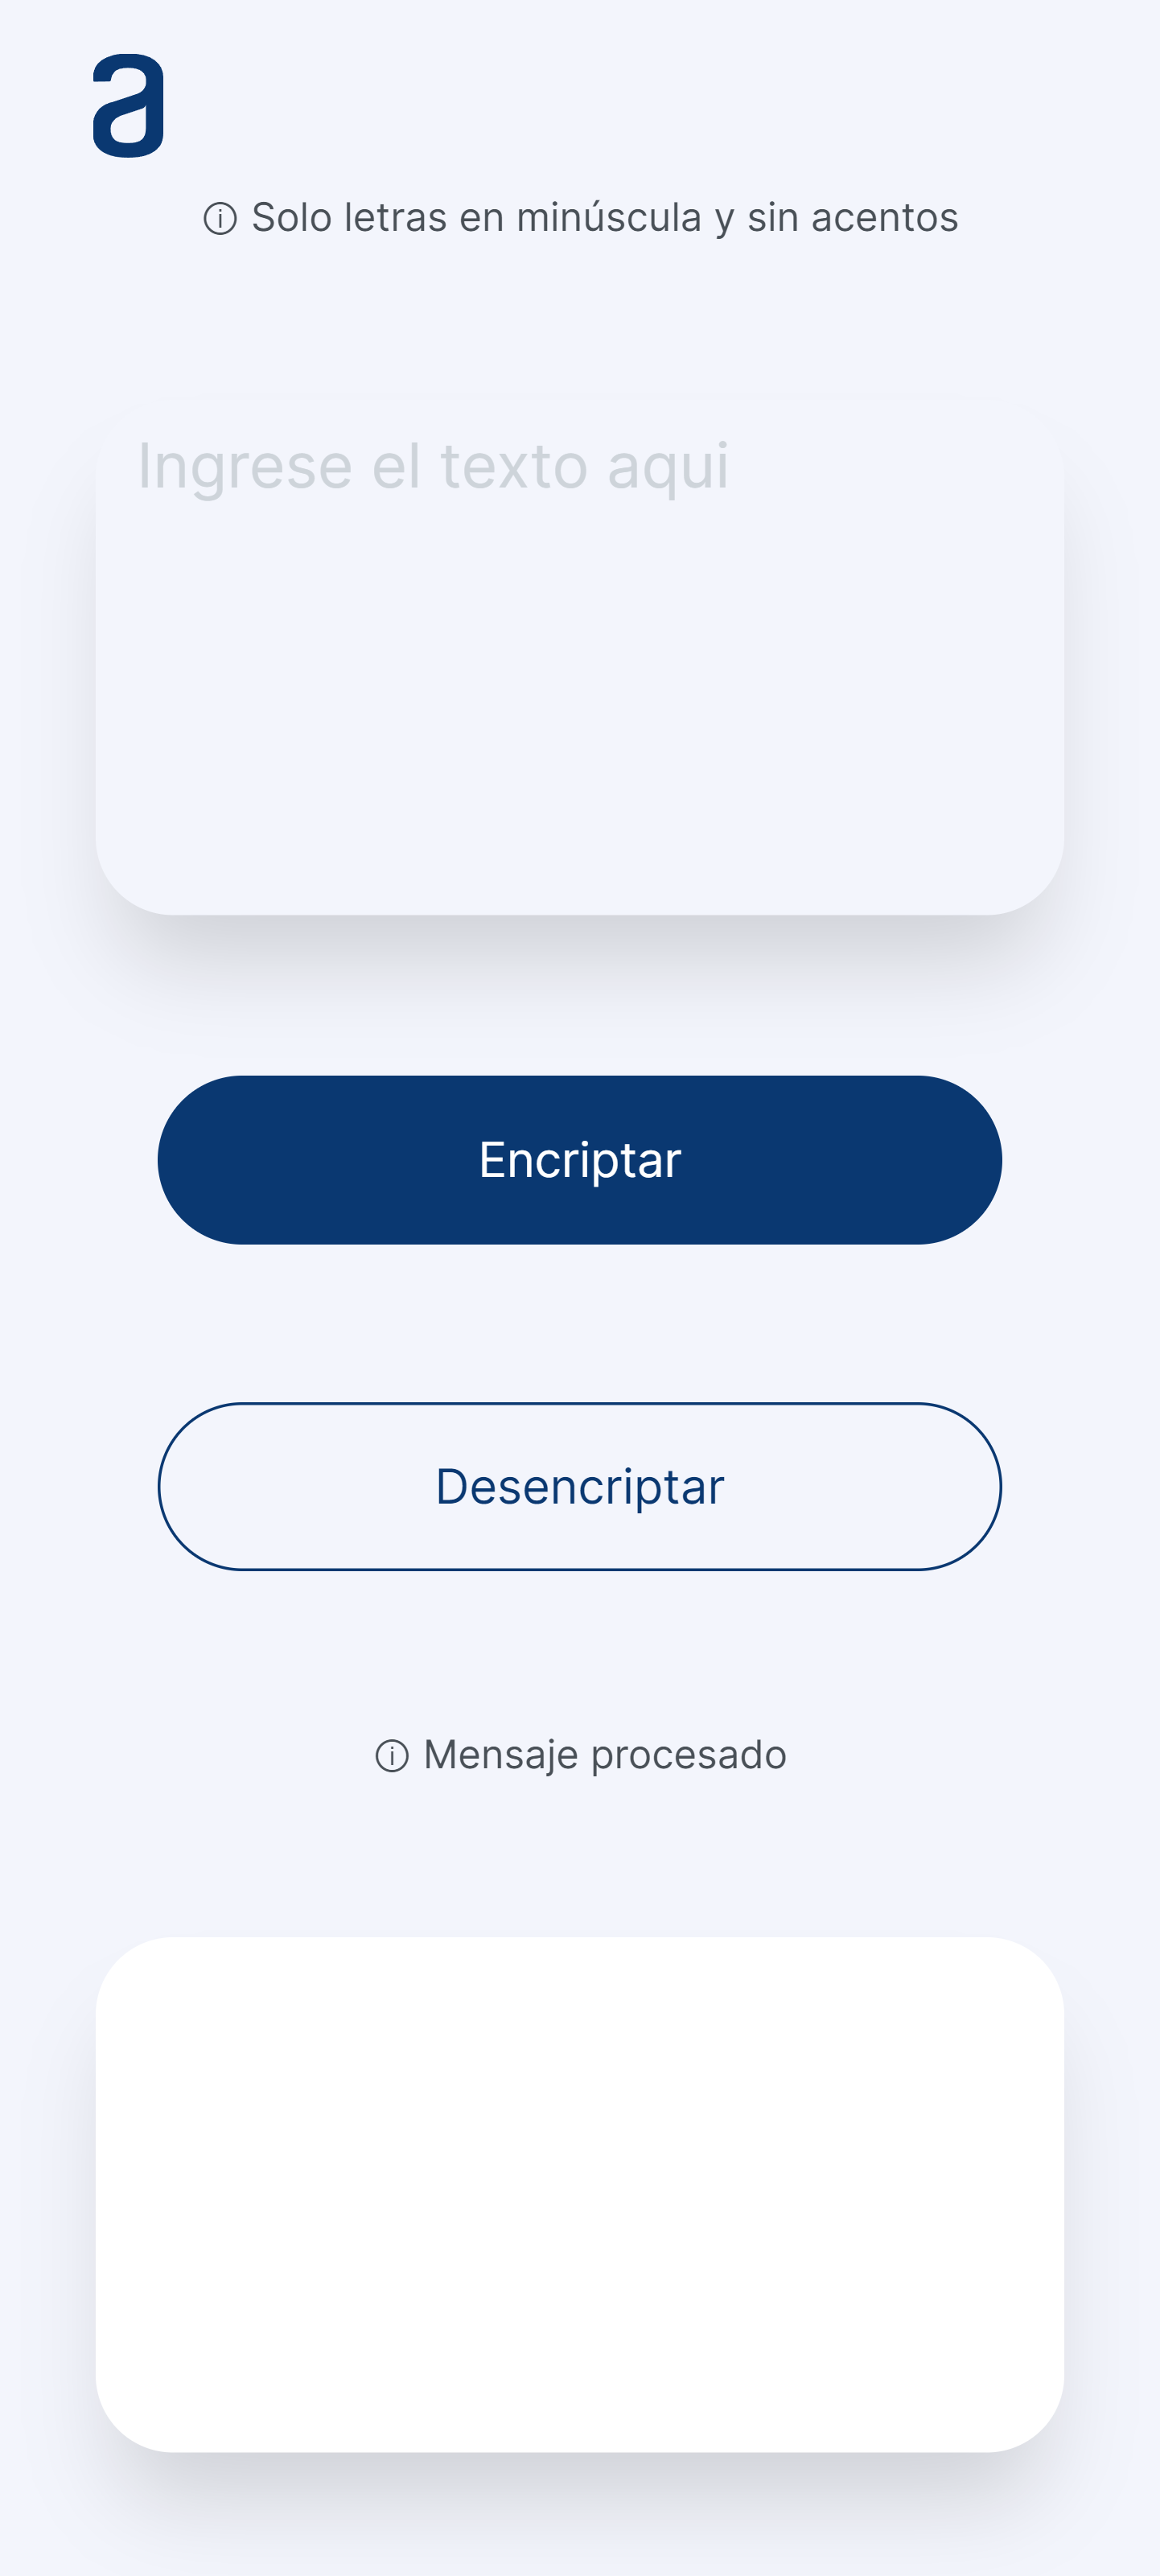 a
Solo letras en minúscula y sin acentos
Ingrese el texto aqui
Encriptar
Desencriptar
Mensaje procesado